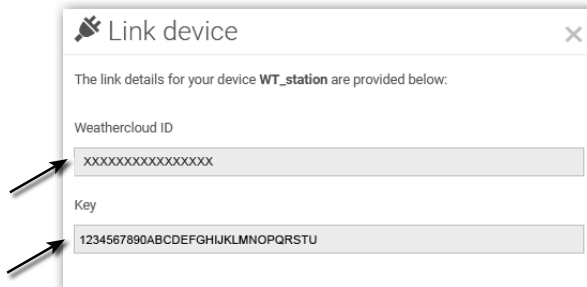 Link device
The link details for your device WT_station are provided below:
Weathercloud ID
XXXXXXXXXXXXXXXX
Key
1234567890ABCDEFGHIJKLMNOPQRSTU